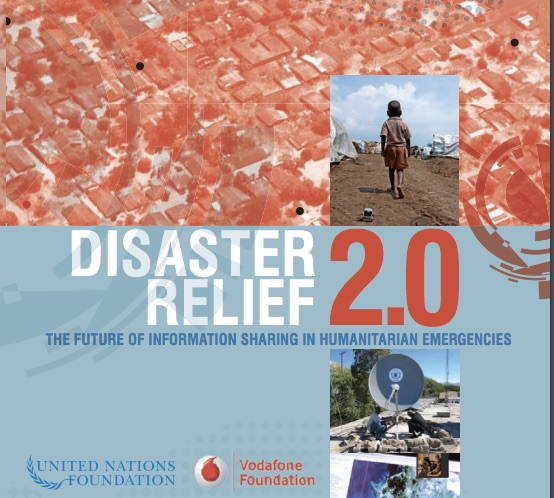 DISASTER
RELIEF 2.0
THE FUTURE OF INFORMATION SHARING IN HUMANITARIAN EMERGENCIES
UNITED NATIONS
FOUNDATION
Vodafone
Foundation